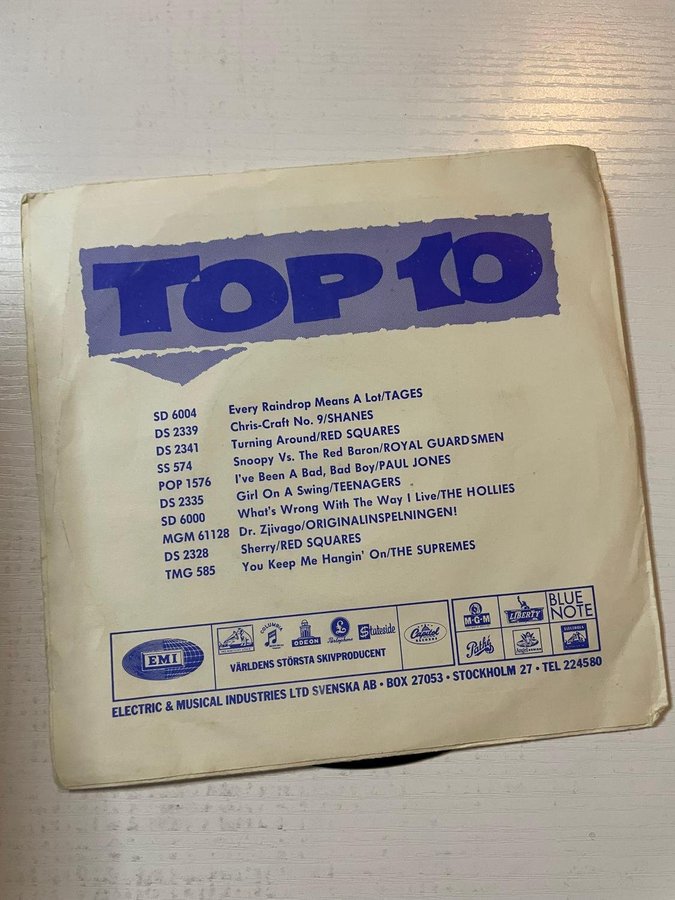 TOP 10
SD 6004 Every Raindrop Means A Lot/TAGES
DS 2339 Chris-Craft No. 9/SHANES
DS 2341 Turning Around/RED SQUARES
SS 574 Snoopy Vs. The Red Baron/ROYAL GUARDSMEN
POP 1576 I've Been A Bad, Bad Boy/PAUL JONES
DS 2335 Girl On A Swing/TEENAGERS
SD 6000 What's Wrong With The Way I Live/THE HOLLIES
MGM 61128 Dr. Zjivago/ORIGINALINSPELNINGEN!
DS 2328 Sherry/RED SQUARES
TMG 585 You Keep Me Hangin' On/THE SUPREMES
EMI
COLUMBIA
ODEON
Parlophone
Stateside
Capitol
RECORDS
M-G-M
LIBERTY
BLUE NOTE
Pathé
VÄRLDENS STÖRSTA SKIVPRODUCENT
ELECTRIC & MUSICAL INDUSTRIES LTD SVENSKA AB • BOX 27053 • STOCKHOLM 27 • TEL 224580